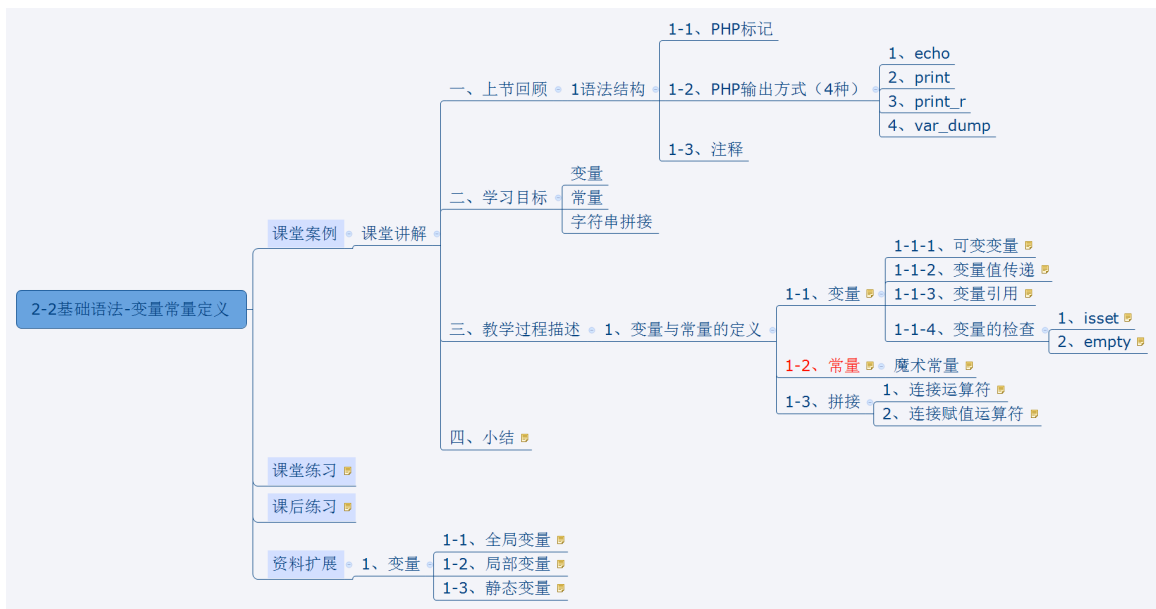 2-2基础语法-变量常量定义
课堂案例
课堂讲解
一、上节回顾
1语法结构
1-1、PHP标记
1-2、PHP输出方式（4种）
1、echo
2、print
3、print_r
4、var_dump
1-3、注释
二、学习目标
变量
常量
字符串拼接
三、教学过程描述
1、变量与常量的定义
1-1、变量
1-1-1、可变变量
1-1-2、变量值传递
1-1-3、变量引用
1-1-4、变量的检查
1、isset
2、empty
1-2、常量
魔术常量
1-3、拼接
1、连接运算符
2、连接赋值运算符
四、小结
课堂练习
课后练习
资料扩展
1、变量
1-1、全局变量
1-2、局部变量
1-3、静态变量